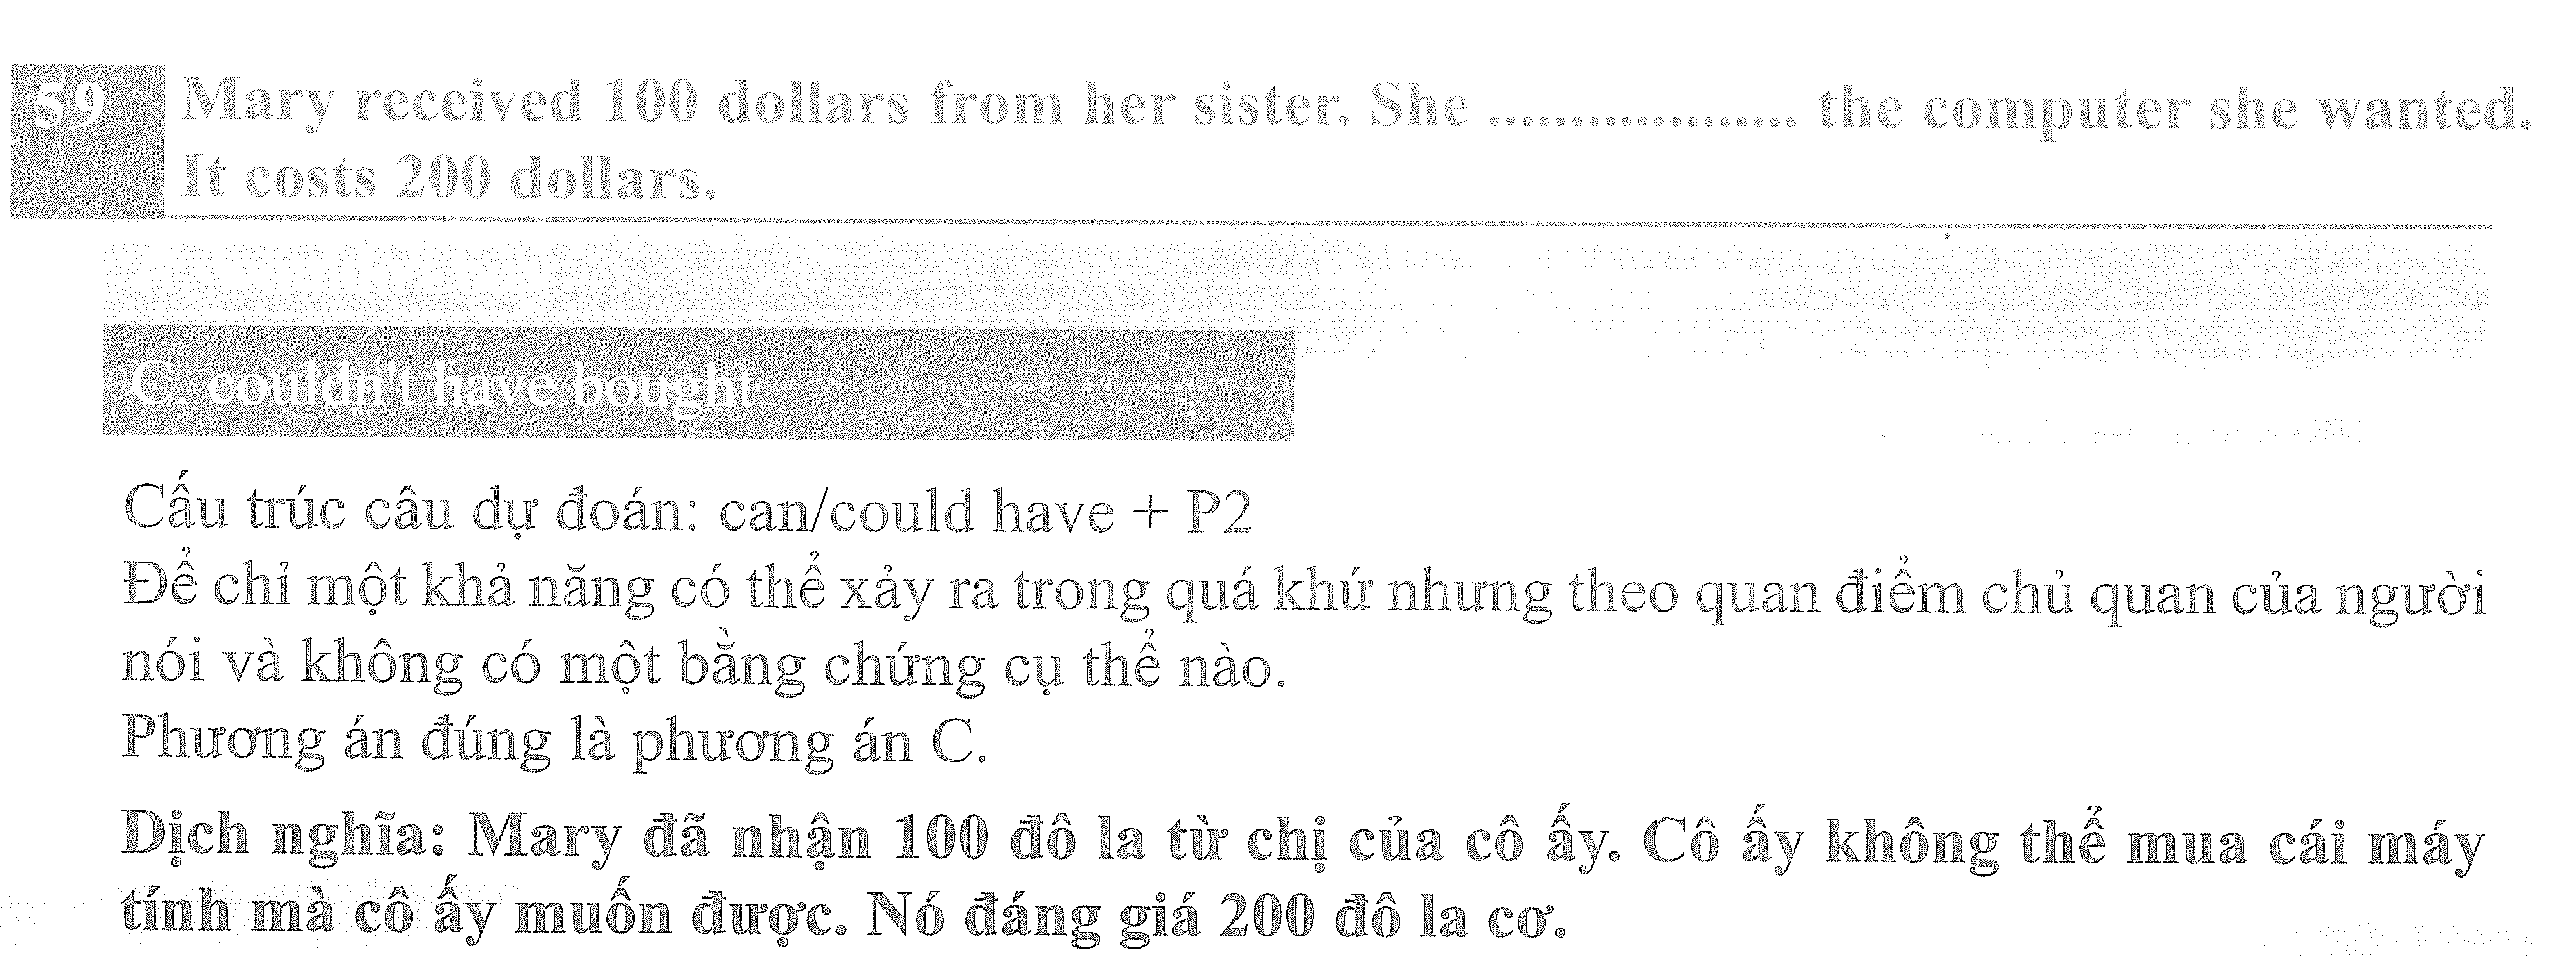 59 Mary received 100 dollars from her sister. She ................... the computer she wanted.
It costs 200 dollars.
A. wouldn't buy
C. couldn't have bought
Cấu trúc câu dự đoán: can/could have + P2
Để chỉ một khả năng có thể xảy ra trong quá khứ nhưng theo quan điểm chủ quan của người
nói và không có một bằng chứng cụ thể nào.
Phương án đúng là phương án C.
Dịch nghĩa: Mary đã nhận 100 đô la từ chị của cô ấy. Cô ấy không thể mua cái máy
tính mà cô ấy muốn được. Nó đáng giá 200 đô la cơ.